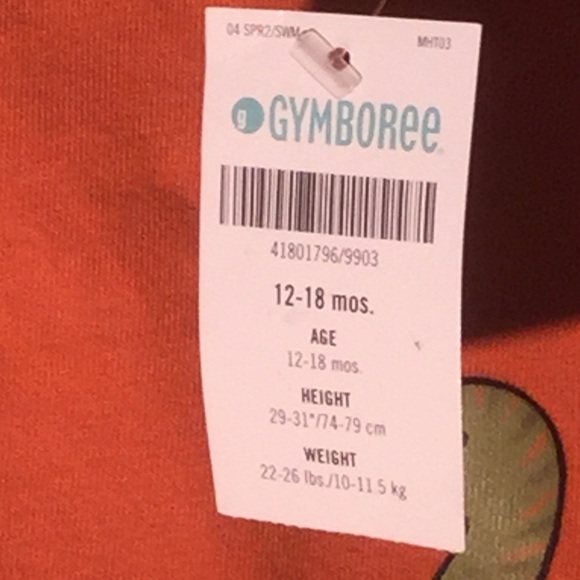 04 SPR2/SWM
MHT03
g GYMBOREE
41801796/9903
12-18 mos.
AGE
12-18 mos.
HEIGHT
29-31"/74-79 cm
WEIGHT
22-26 lbs./10-11.5 kg